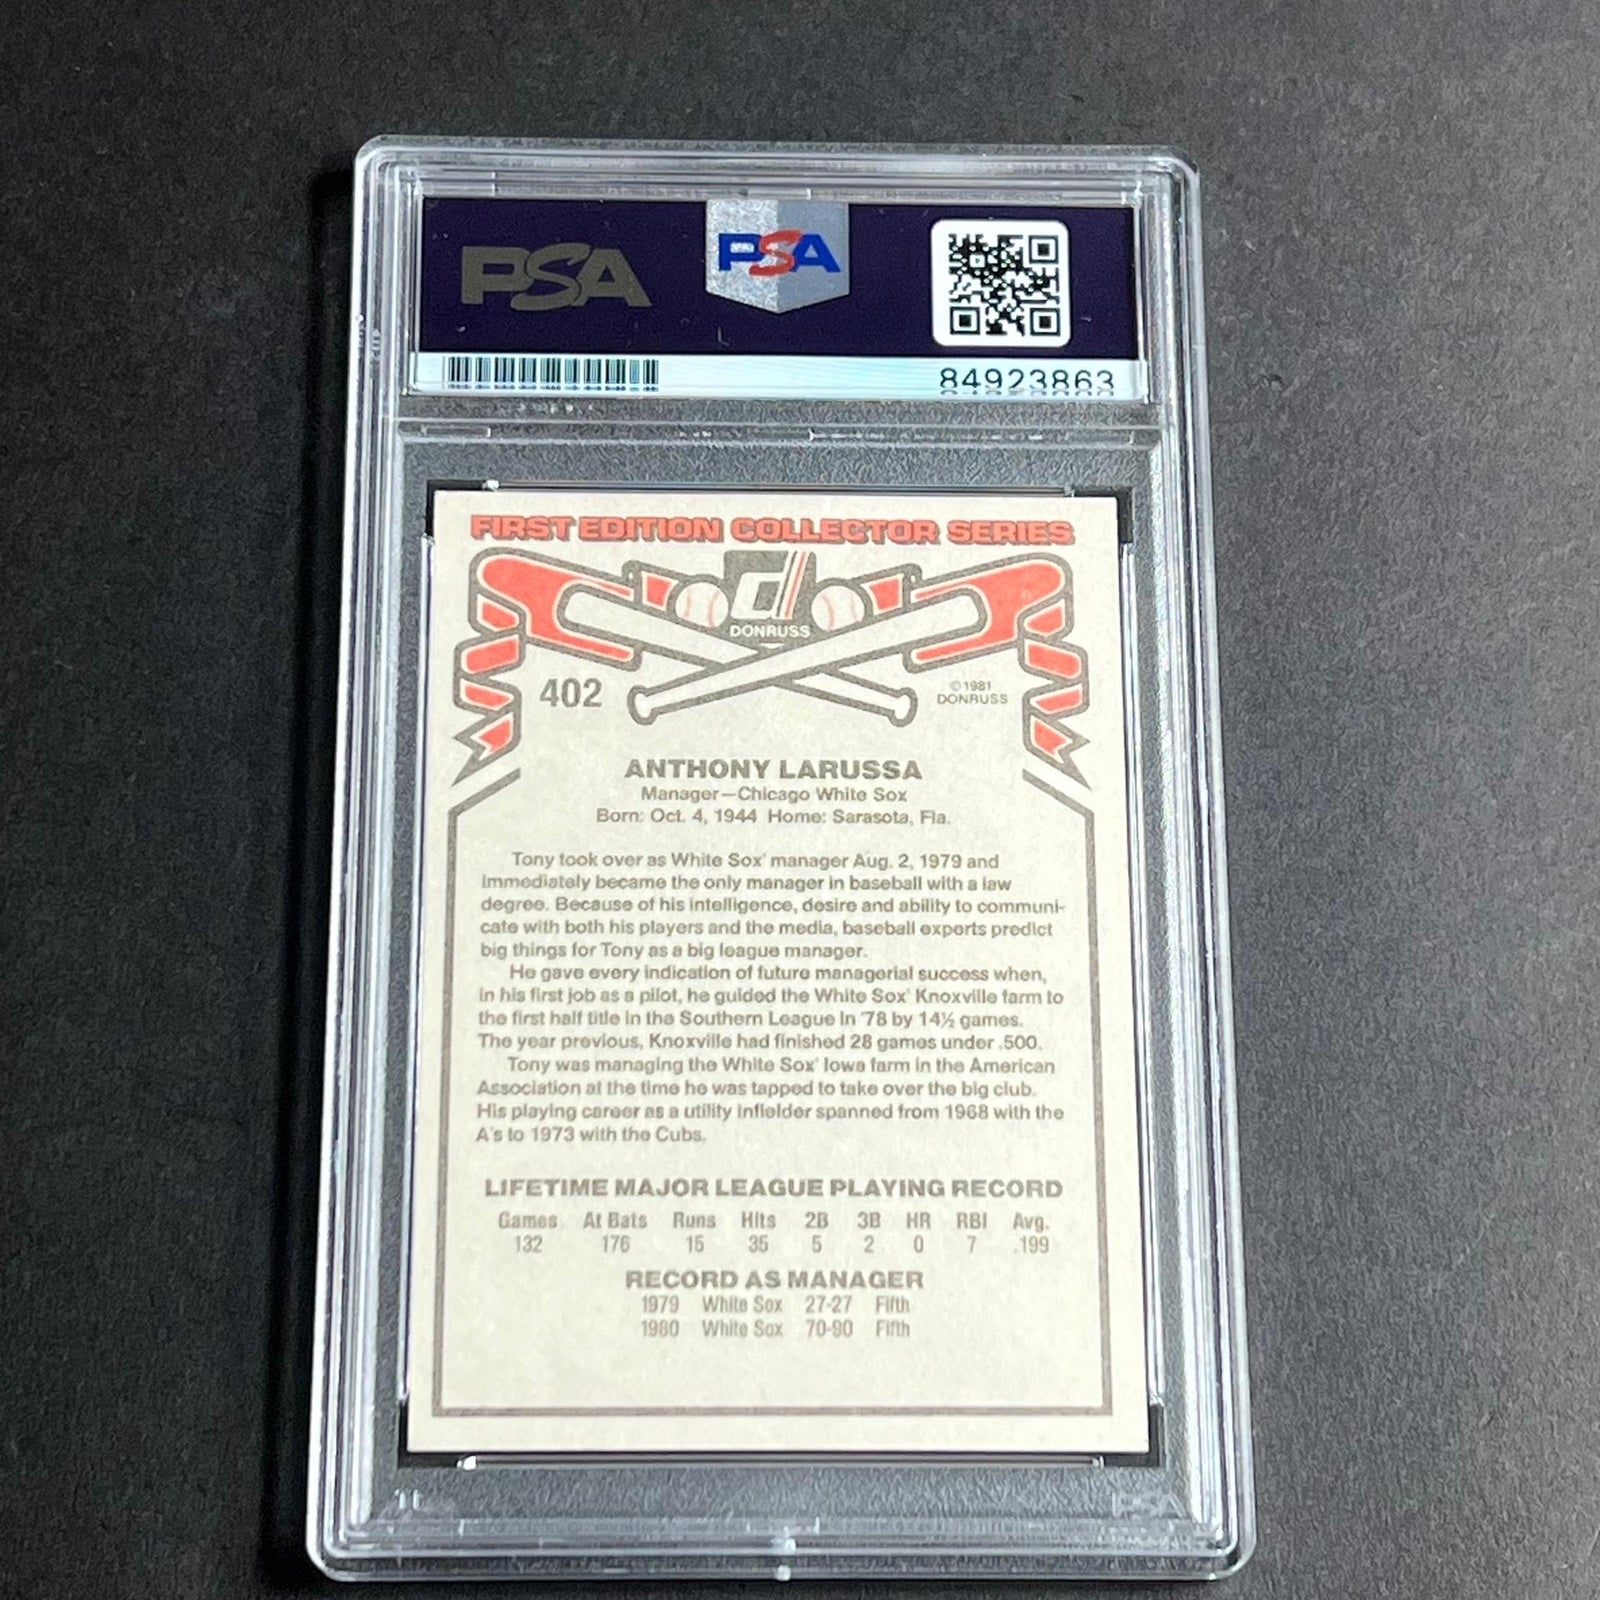 PSA
PSA
84923863
FIRST EDITION COLLECTOR SERIES
d
DONRUSS
402
©1981
DONRUSS
ANTHONY LARUSSA
Manager—Chicago White Sox
Born: Oct. 4, 1944 Home: Sarasota, Fla.
Tony took over as White Sox' manager Aug. 2, 1979 and
immediately became the only manager in baseball with a law
degree. Because of his intelligence, desire and ability to communi-
cate with both his players and the media, baseball experts predict
big things for Tony as a big league manager.
He gave every indication of future managerial success when,
in his first job as a pilot, he guided the White Sox' Knoxville farm to
the first half title in the Southern League in '78 by 14½ games.
The year previous, Knoxville had finished 28 games under .500.
Tony was managing the White Sox' Iowa farm in the American
Association at the time he was tapped to take over the big club.
His playing career as a utility infielder spanned from 1968 with the
A's to 1973 with the Cubs.
LIFETIME MAJOR LEAGUE PLAYING RECORD
Games At Bats Runs Hits 2B 3B HR RBI Avg.
132 176 15 35 5 2 0 7 .199
RECORD AS MANAGER
1979 White Sox 27-27 Fifth
1980 White Sox 70-90 Fifth
PSA